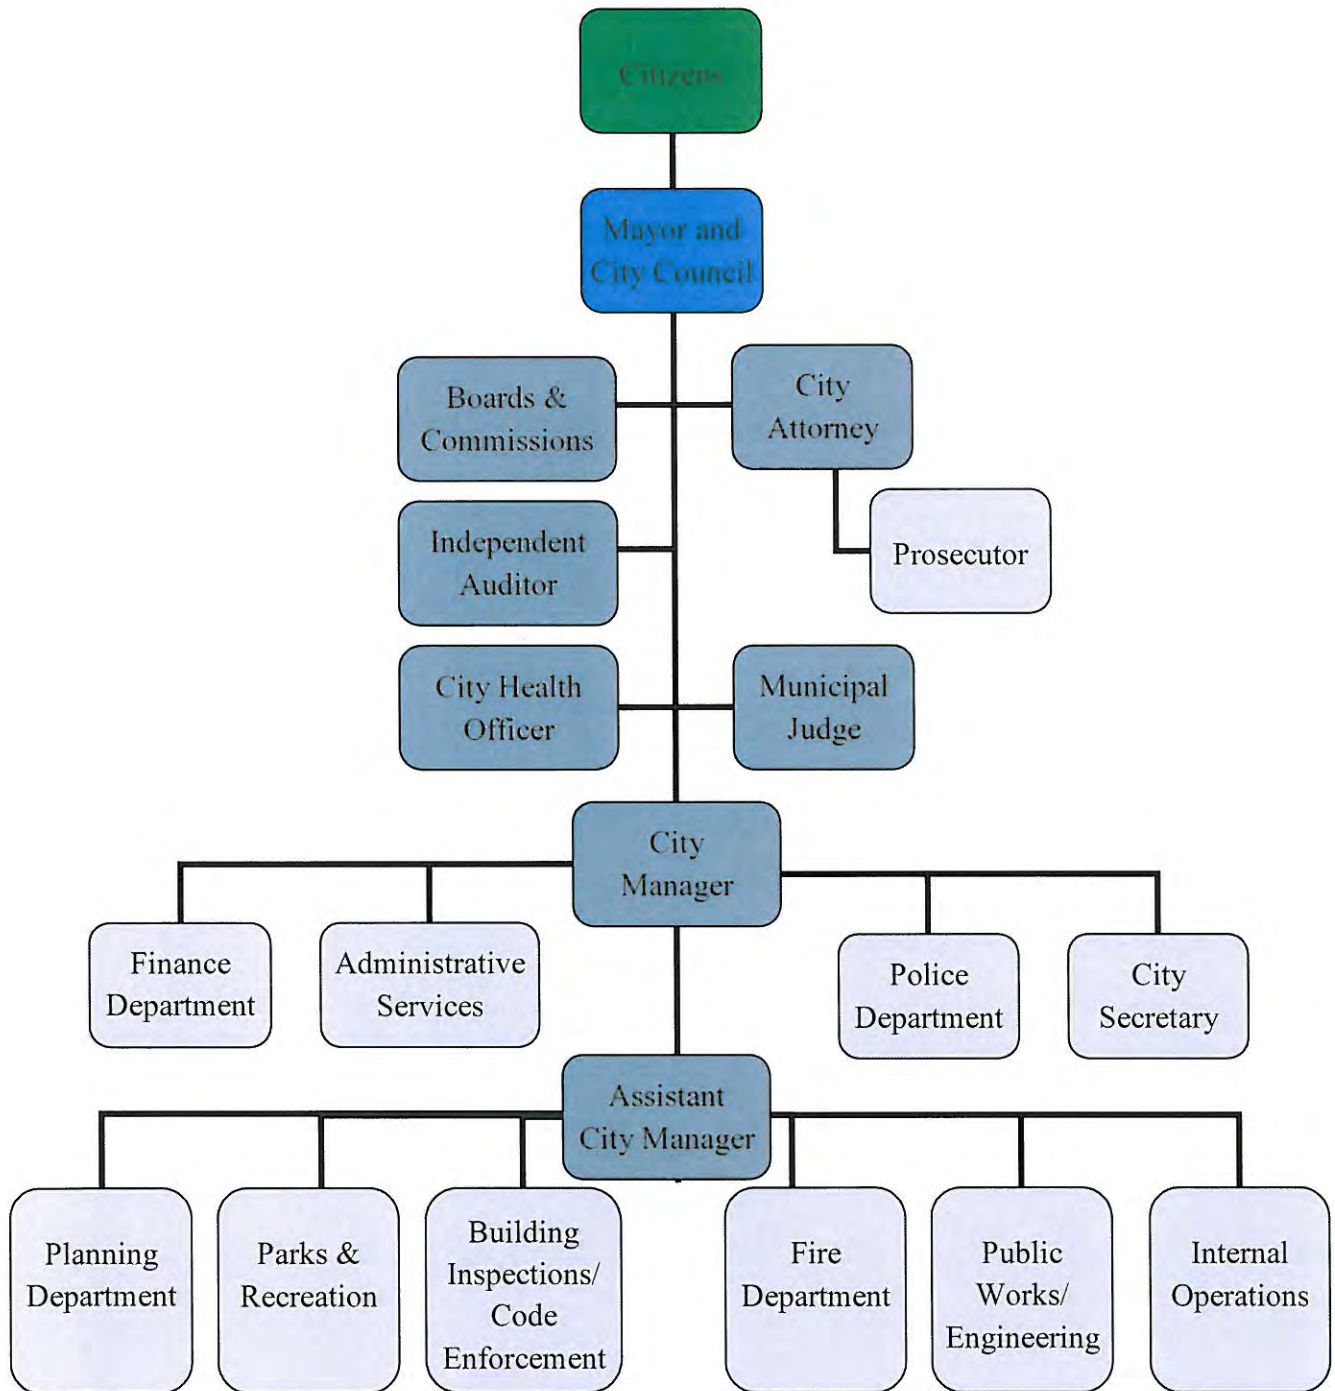 Citizens
Mayor and
City Council
Boards &
Commissions
City
Attorney
Independent
Auditor
Prosecutor
City Health
Officer
Municipal
Judge
City
Manager
Finance
Department
Administrative
Services
Police
Department
City
Secretary
Assistant
City Manager
Planning
Department
Parks &
Recreation
Building
Inspections/
Code
Enforcement
Fire
Department
Public
Works/
Engineering
Internal
Operations